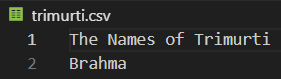 trimurti.csv
1 The Names of Trimurti
2 Brahma